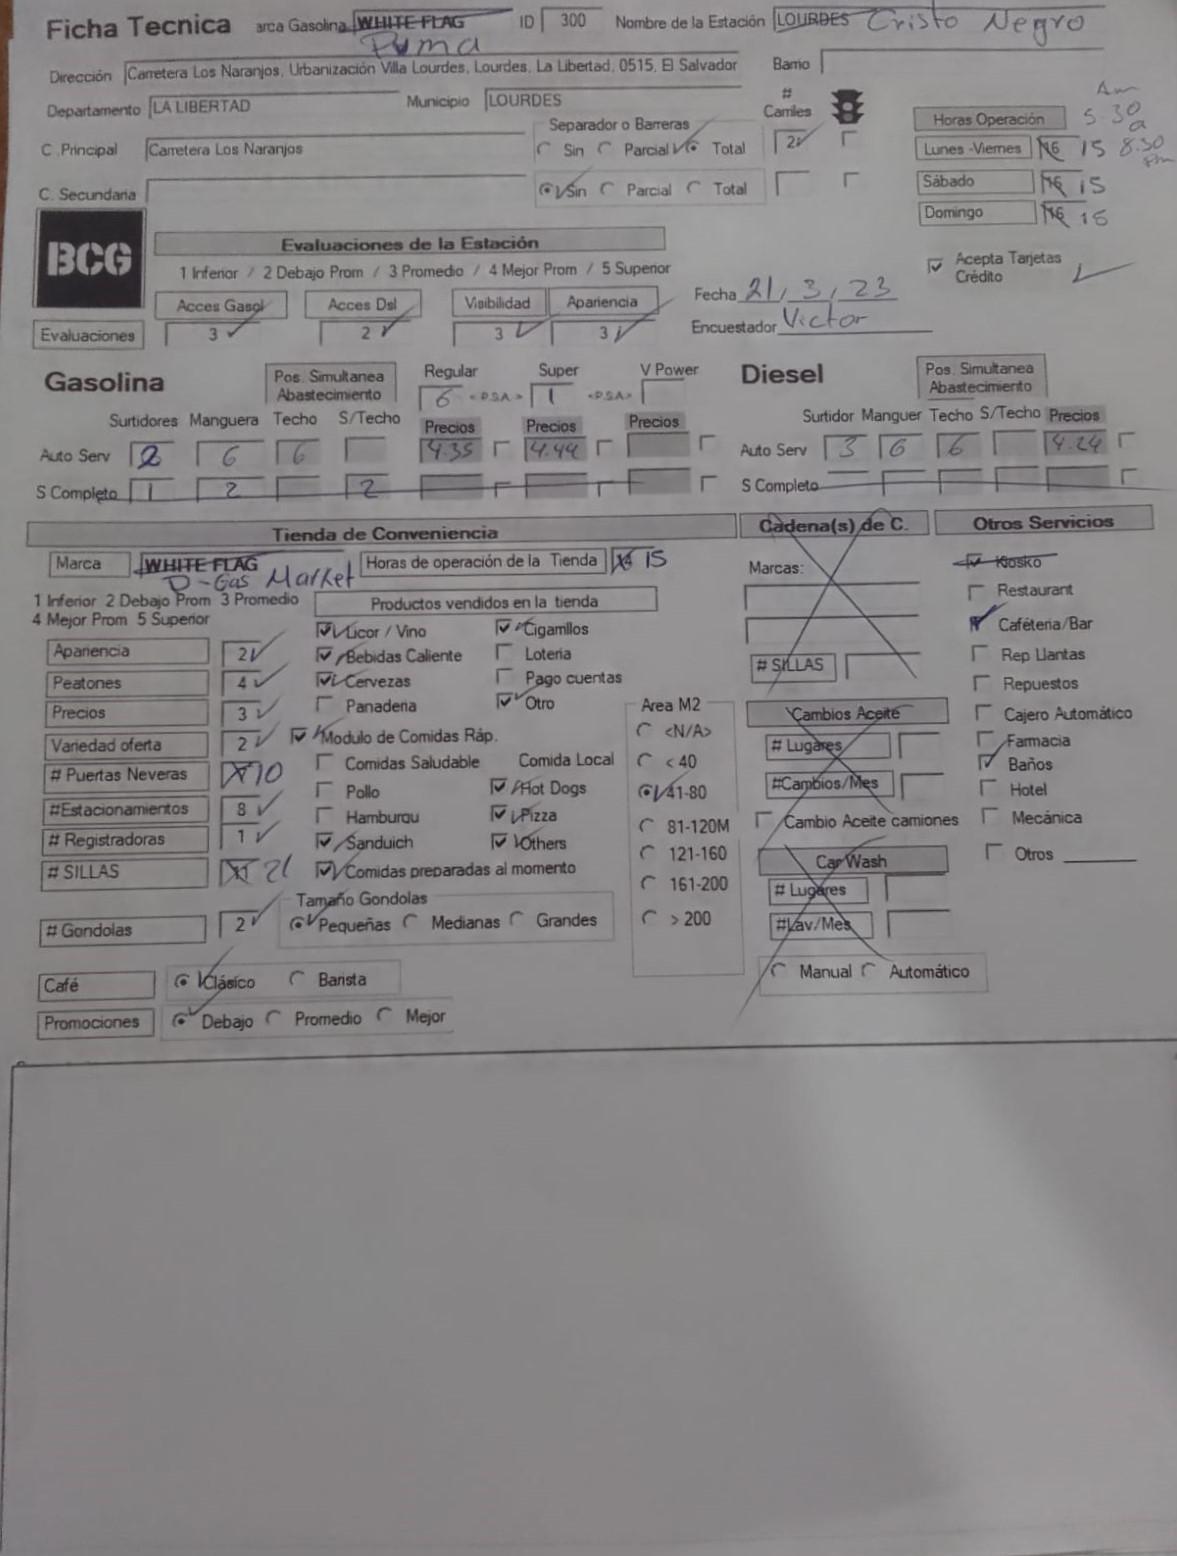 Ficha Tecnica arca Gasolina WHITE FLAG ID 300 Nombre de la Estación LOURDES Cristo Negro
Puma
Dirección Carretera Los Naranjos, Urbanización Villa Lourdes, Lourdes, La Libertad, 0515, El Salvador Barrio
Departamento LA LIBERTAD Municipio LOURDES # Carriles
Am
Separador o Barreras Horas Operación 5-30 a
C.Principal Carretera Los Naranjos Sin Parcial Total 2 Lunes -Viernes 16 15 8:30 pm
C. Secundaria Sin Parcial Total Sábado 16 15
Domingo 16 15
BCG Evaluaciones de la Estación
1 Inferior / 2 Debajo Prom / 3 Promedio / 4 Mejor Prom / 5 Superior Acepta Tarjetas Crédito
Acces Gasol Acces Dsl Visibilidad Apariencia Fecha 21/3/23
Evaluaciones 3 2 3 3 Encuestador Victor
Gasolina Pos. Simultanea Abastecimiento Regular Super V Power Diesel Pos. Simultanea Abastecimiento
6 <P.S.A.> 1 <P.S.A>
Surtidores Manguera Techo S/Techo Precios Precios Precios Surtidor Manguer Techo S/Techo Precios
Auto Serv 2 6 6 4.35 4.44 Auto Serv 3 6 6 4.24
S Completo 1 2 2 S Completo
Tienda de Conveniencia Cadena(s) de C. Otros Servicios
Marca WHITE FLAG Horas de operación de la Tienda 15 Marcas: Kiosko
D-Gas Market
1 Inferior 2 Debajo Prom 3 Promedio Productos vendidos en la tienda Restaurant
4 Mejor Prom 5 Superior Licor / Vino Cigarrillos Caféteria/Bar
Apariencia 2 Bebidas Caliente Loteria # SILLAS Rep Llantas
Peatones 4 Cervezas Pago cuentas Repuestos
Precios 3 Panaderia Otro Area M2 Cambios Aceite Cajero Automático
Variedad oferta 2 Modulo de Comidas Ráp. <N/A> # Lugares Farmacia
# Puertas Neveras 10 Comidas Saludable Comida Local < 40 #Cambios/Mes Baños
#Estacionamientos 8 Pollo Hot Dogs 41-80 Hotel
# Registradoras 1 Hamburqu Pizza 81-120M Cambio Aceite camiones Mecánica
# SILLAS 21 Sanduich Others 121-160 Car Wash Otros
Comidas preparadas al momento 161-200 # Lugares
Tamaño Gondolas
# Gondolas 2 Pequeñas Medianas Grandes > 200 #Lav/Mes
Café Clásico Barista Manual Automático
Promociones Debajo Promedio Mejor